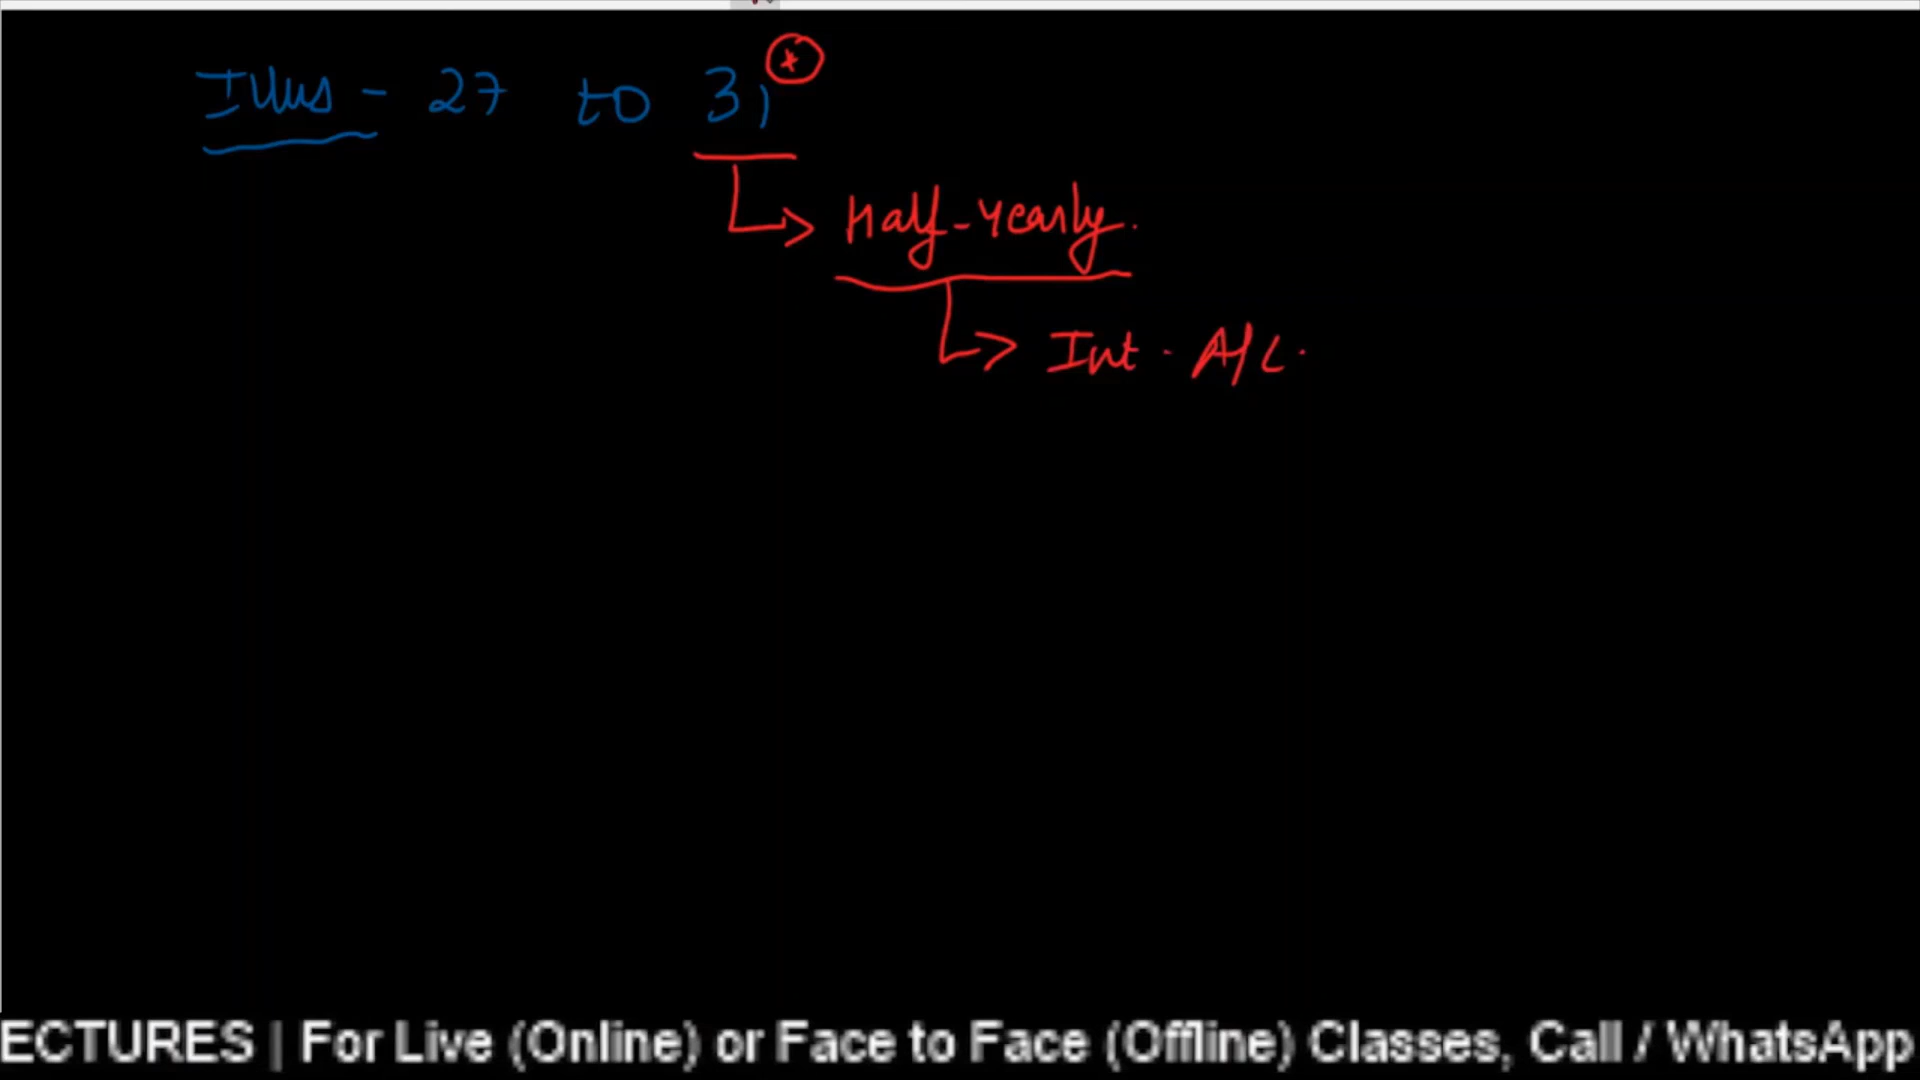 Illus - 27 to 31 *
Half-Yearly.
Int. A/c.
ECTURES | For Live (Online) or Face to Face (Offline) Classes, Call / WhatsApp